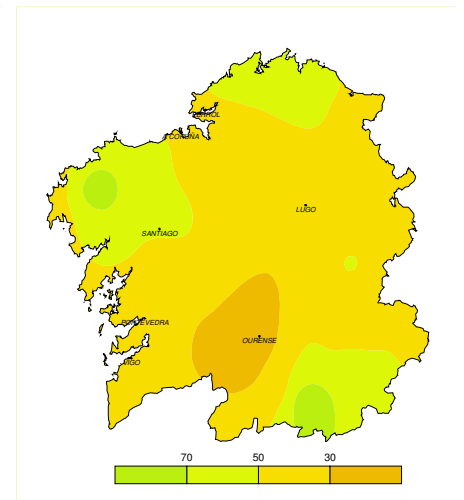 FERROL
A CORUÑA
LUGO
SANTIAGO
PONTEVEDRA
OURENSE
VIGO
70 50 30